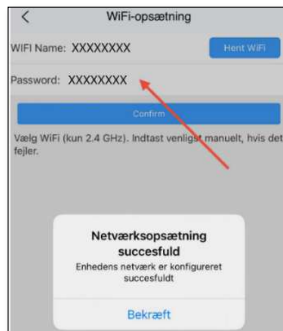 WiFi-opsætning
WIFI Name: XXXXXXXX
Hent WiFi
Password: XXXXXXXX
Confirm
Vælg WiFi (kun 2.4 GHz). Indtast venligst manuelt, hvis det
fejler.
Netværksopsætning
succesfuld
Enhedens netværk er konfigureret
succesfuldt
Bekræft